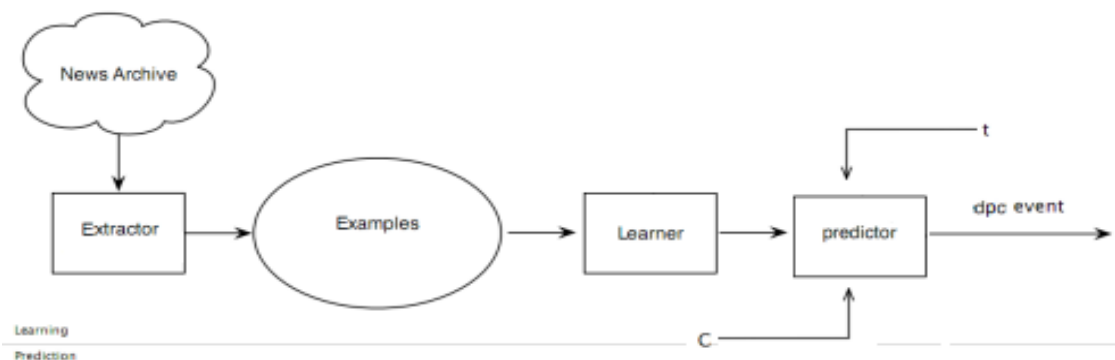 News Archive
t
dpc event
Extractor
Examples
Learner
predictor
Learning
C
Prediction